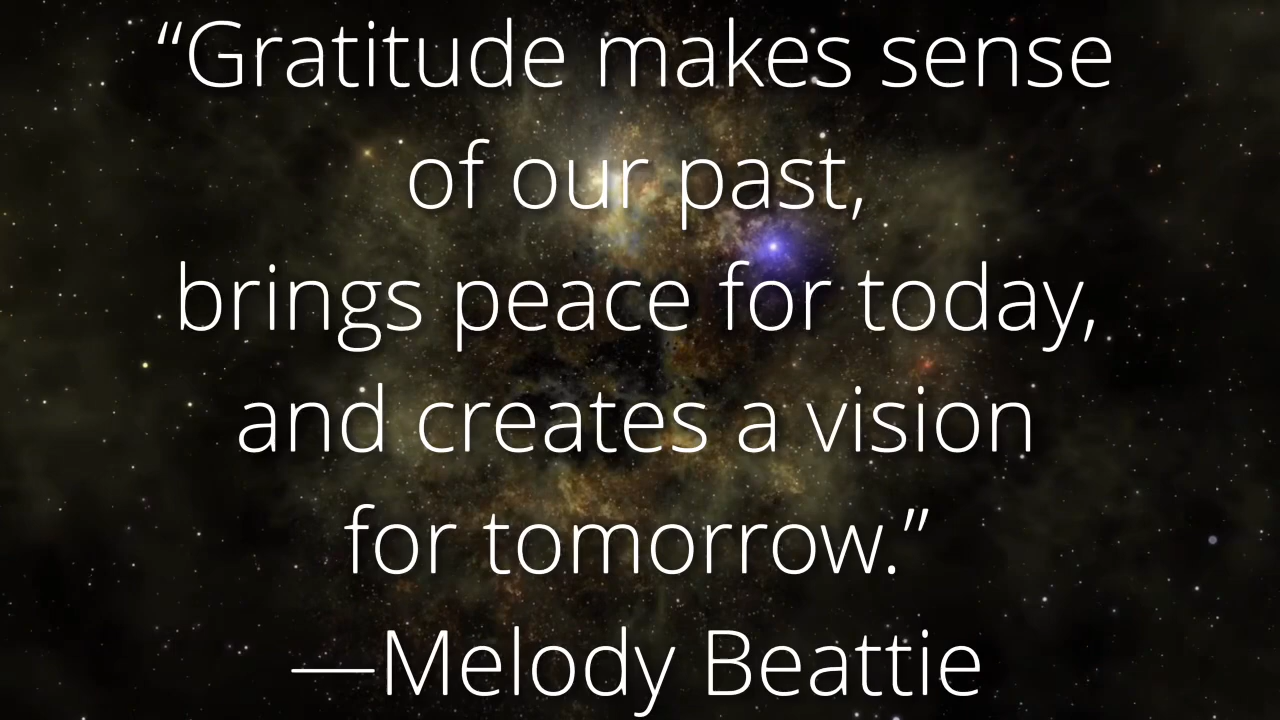 “Gratitude makes sense
of our past,
brings peace for today,
and creates a vision
for tomorrow.”
—Melody Beattie